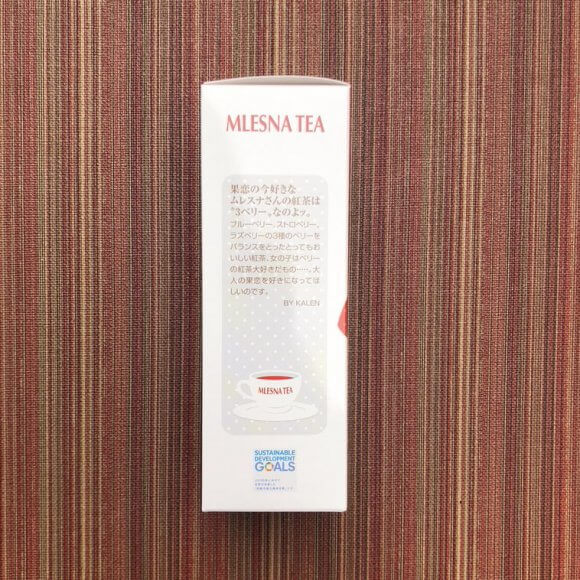 MLESNA TEA
果恋の今好きな
ムレスナさんの紅茶は
"3ベリー"なのよッ。
ブルーベリー、ストロベリー、
ラズベリーの3種のベリーを
バランスをとったとってもお
いしい紅茶、女の子はベリー
の紅茶大好きだもの……。大
人の果恋を好きになってほ
しいのです。
BY KALEN
MLESNA TEA
SUSTAINABLE
DEVELOPMENT
GOALS